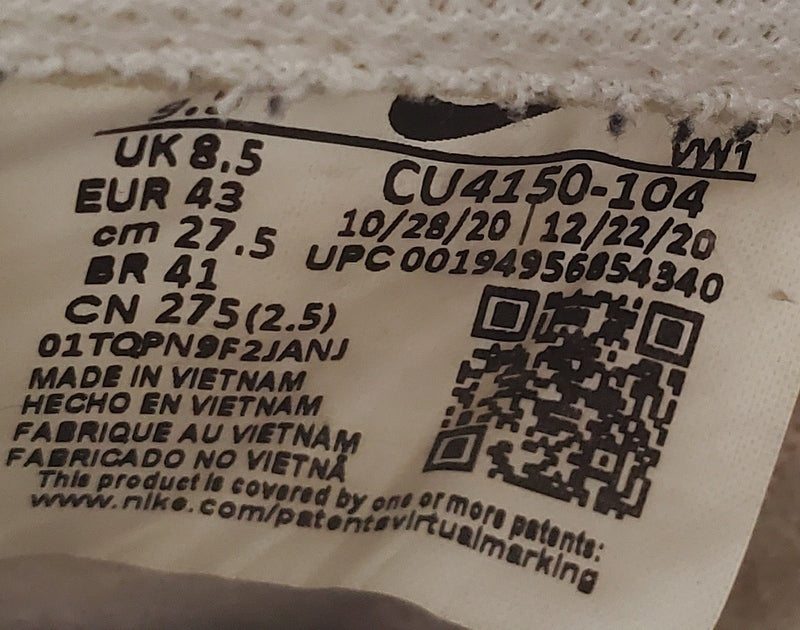 UK 8.5
EUR 43
cm 27.5
BR 41
CN 275(2.5)
01TQPN9F2JANJ
MADE IN VIETNAM
HECHO EN VIETNAM
FABRIQUE AU VIETNAM
FABRICADO NO VIETNÃ
This product is covered by one or more patents:
www.nike.com/patentsvirtualmarking
VW1
CU4150-104
10/28/20 | 12/22/20
UPC 00194956854340